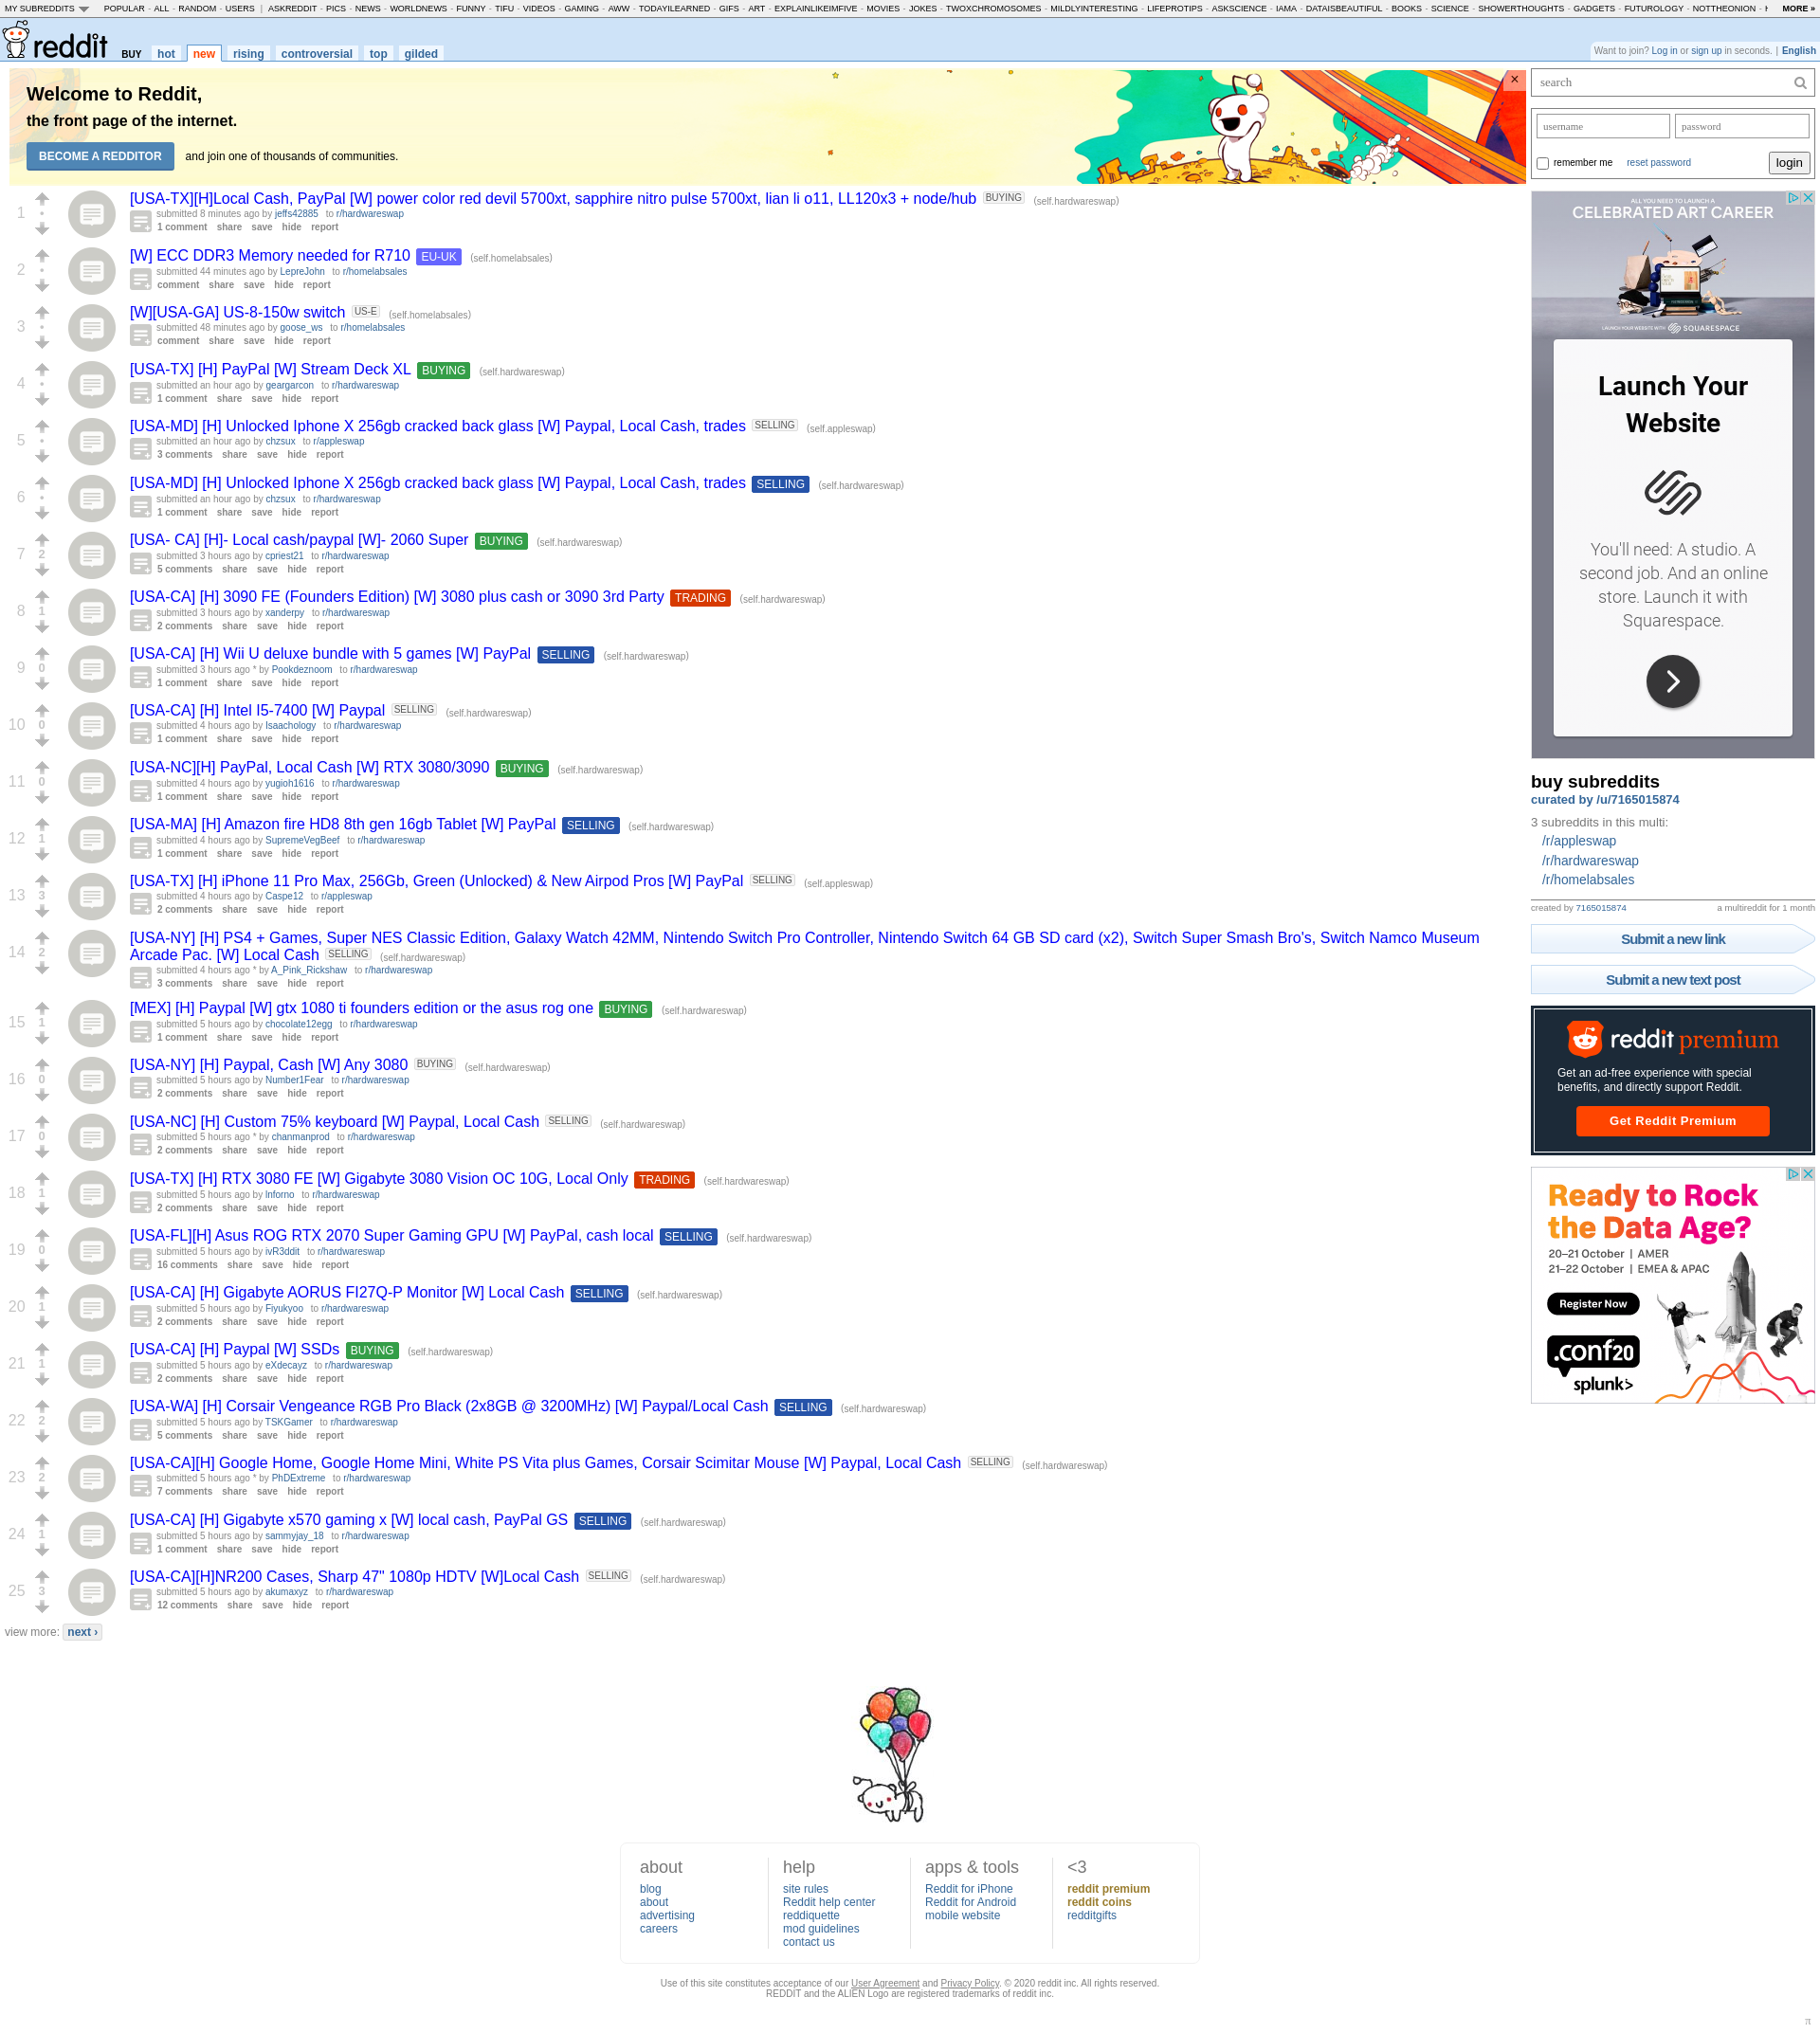 MY SUBREDDITS POPULAR - ALL - RANDOM - USERS | ASKREDDIT - PICS - NEWS - WORLDNEWS - FUNNY - TIFU - VIDEOS - GAMING - AWW - TODAYILEARNED - GIFS - ART - EXPLAINLIKEIMFIVE - MOVIES - JOKES - TWOXCHROMOSOMES - MILDLYINTERESTING - LIFEPROTIPS - ASKSCIENCE - IAMA - DATAISBEAUTIFUL - BOOKS - SCIENCE - SHOWERTHOUGHTS - GADGETS - FUTUROLOGY - NOTTHEONION - MORE »
reddit BUY hot new rising controversial top gilded
Want to join? Log in or sign up in seconds. | English
Welcome to Reddit,
the front page of the internet.
BECOME A REDDITOR and join one of thousands of communities.
×
1
[USA-TX][H]Local Cash, PayPal [W] power color red devil 5700xt, sapphire nitro pulse 5700xt, lian li o11, LL120x3 + node/hub BUYING (self.hardwareswap)
submitted 8 minutes ago by jeffs42885 to r/hardwareswap
1 comment share save hide report
2
[W] ECC DDR3 Memory needed for R710 EU-UK (self.homelabsales)
submitted 44 minutes ago by LepreJohn to r/homelabsales
comment share save hide report
3
[W][USA-GA] US-8-150w switch US-E (self.homelabsales)
submitted 48 minutes ago by goose_ws to r/homelabsales
comment share save hide report
4
[USA-TX] [H] PayPal [W] Stream Deck XL BUYING (self.hardwareswap)
submitted an hour ago by geargarcon to r/hardwareswap
1 comment share save hide report
5
[USA-MD] [H] Unlocked Iphone X 256gb cracked back glass [W] Paypal, Local Cash, trades SELLING (self.appleswap)
submitted an hour ago by chzsux to r/appleswap
3 comments share save hide report
6
[USA-MD] [H] Unlocked Iphone X 256gb cracked back glass [W] Paypal, Local Cash, trades SELLING (self.hardwareswap)
submitted an hour ago by chzsux to r/hardwareswap
1 comment share save hide report
7 2
[USA- CA] [H]- Local cash/paypal [W]- 2060 Super BUYING (self.hardwareswap)
submitted 3 hours ago by cpriest21 to r/hardwareswap
5 comments share save hide report
8 1
[USA-CA] [H] 3090 FE (Founders Edition) [W] 3080 plus cash or 3090 3rd Party TRADING (self.hardwareswap)
submitted 3 hours ago by xanderpy to r/hardwareswap
2 comments share save hide report
9 0
[USA-CA] [H] Wii U deluxe bundle with 5 games [W] PayPal SELLING (self.hardwareswap)
submitted 3 hours ago * by Pookdeznoom to r/hardwareswap
1 comment share save hide report
10 0
[USA-CA] [H] Intel I5-7400 [W] Paypal SELLING (self.hardwareswap)
submitted 4 hours ago by Isaachology to r/hardwareswap
1 comment share save hide report
11 0
[USA-NC][H] PayPal, Local Cash [W] RTX 3080/3090 BUYING (self.hardwareswap)
submitted 4 hours ago by yugioh1616 to r/hardwareswap
1 comment share save hide report
12 1
[USA-MA] [H] Amazon fire HD8 8th gen 16gb Tablet [W] PayPal SELLING (self.hardwareswap)
submitted 4 hours ago by SupremeVegBeef to r/hardwareswap
1 comment share save hide report
13 3
[USA-TX] [H] iPhone 11 Pro Max, 256Gb, Green (Unlocked) & New Airpod Pros [W] PayPal SELLING (self.appleswap)
submitted 4 hours ago by Caspe12 to r/appleswap
2 comments share save hide report
14 2
[USA-NY] [H] PS4 + Games, Super NES Classic Edition, Galaxy Watch 42MM, Nintendo Switch Pro Controller, Nintendo Switch 64 GB SD card (x2), Switch Super Smash Bro's, Switch Namco Museum
Arcade Pac. [W] Local Cash SELLING (self.hardwareswap)
submitted 4 hours ago * by A_Pink_Rickshaw to r/hardwareswap
3 comments share save hide report
15 1
[MEX] [H] Paypal [W] gtx 1080 ti founders edition or the asus rog one BUYING (self.hardwareswap)
submitted 5 hours ago by chocolate12egg to r/hardwareswap
1 comment share save hide report
16 0
[USA-NY] [H] Paypal, Cash [W] Any 3080 BUYING (self.hardwareswap)
submitted 5 hours ago by Number1Fear to r/hardwareswap
2 comments share save hide report
17 0
[USA-NC] [H] Custom 75% keyboard [W] Paypal, Local Cash SELLING (self.hardwareswap)
submitted 5 hours ago * by chanmanprod to r/hardwareswap
2 comments share save hide report
18 1
[USA-TX] [H] RTX 3080 FE [W] Gigabyte 3080 Vision OC 10G, Local Only TRADING (self.hardwareswap)
submitted 5 hours ago by Inforno to r/hardwareswap
2 comments share save hide report
19 0
[USA-FL][H] Asus ROG RTX 2070 Super Gaming GPU [W] PayPal, cash local SELLING (self.hardwareswap)
submitted 5 hours ago by ivR3ddit to r/hardwareswap
16 comments share save hide report
20 1
[USA-CA] [H] Gigabyte AORUS FI27Q-P Monitor [W] Local Cash SELLING (self.hardwareswap)
submitted 5 hours ago by Fiyukyoo to r/hardwareswap
2 comments share save hide report
21 1
[USA-CA] [H] Paypal [W] SSDs BUYING (self.hardwareswap)
submitted 5 hours ago by eXdecayz to r/hardwareswap
2 comments share save hide report
22 2
[USA-WA] [H] Corsair Vengeance RGB Pro Black (2x8GB @ 3200MHz) [W] Paypal/Local Cash SELLING (self.hardwareswap)
submitted 5 hours ago by TSKGamer to r/hardwareswap
5 comments share save hide report
23 2
[USA-CA][H] Google Home, Google Home Mini, White PS Vita plus Games, Corsair Scimitar Mouse [W] Paypal, Local Cash SELLING (self.hardwareswap)
submitted 5 hours ago * by PhDExtreme to r/hardwareswap
7 comments share save hide report
24 1
[USA-CA] [H] Gigabyte x570 gaming x [W] local cash, PayPal GS SELLING (self.hardwareswap)
submitted 5 hours ago by sammyjay_18 to r/hardwareswap
1 comment share save hide report
25 3
[USA-CA][H]NR200 Cases, Sharp 47" 1080p HDTV [W]Local Cash SELLING (self.hardwareswap)
submitted 5 hours ago by akumaxyz to r/hardwareswap
12 comments share save hide report
view more: next ›
search
username password
remember me reset password login
ALL YOU NEED TO LAUNCH A
CELEBRATED ART CAREER
LAUNCH YOUR WEBSITE WITH SQUARESPACE
Launch Your
Website
You'll need: A studio. A
second job. And an online
store. Launch it with
Squarespace.
buy subreddits
curated by /u/7165015874
3 subreddits in this multi:
/r/appleswap
/r/hardwareswap
/r/homelabsales
created by 7165015874 a multireddit for 1 month
Submit a new link
Submit a new text post
reddit premium
Get an ad-free experience with special
benefits, and directly support Reddit.
Get Reddit Premium
Ready to Rock
the Data Age?
20–21 October | AMER
21–22 October | EMEA & APAC
Register Now
.conf20
splunk>
about
blog
about
advertising
careers
help
site rules
Reddit help center
reddiquette
mod guidelines
contact us
apps & tools
Reddit for iPhone
Reddit for Android
mobile website
<3
reddit premium
reddit coins
redditgifts
Use of this site constitutes acceptance of our User Agreement and Privacy Policy. © 2020 reddit inc. All rights reserved.
REDDIT and the ALIEN Logo are registered trademarks of reddit inc.
π